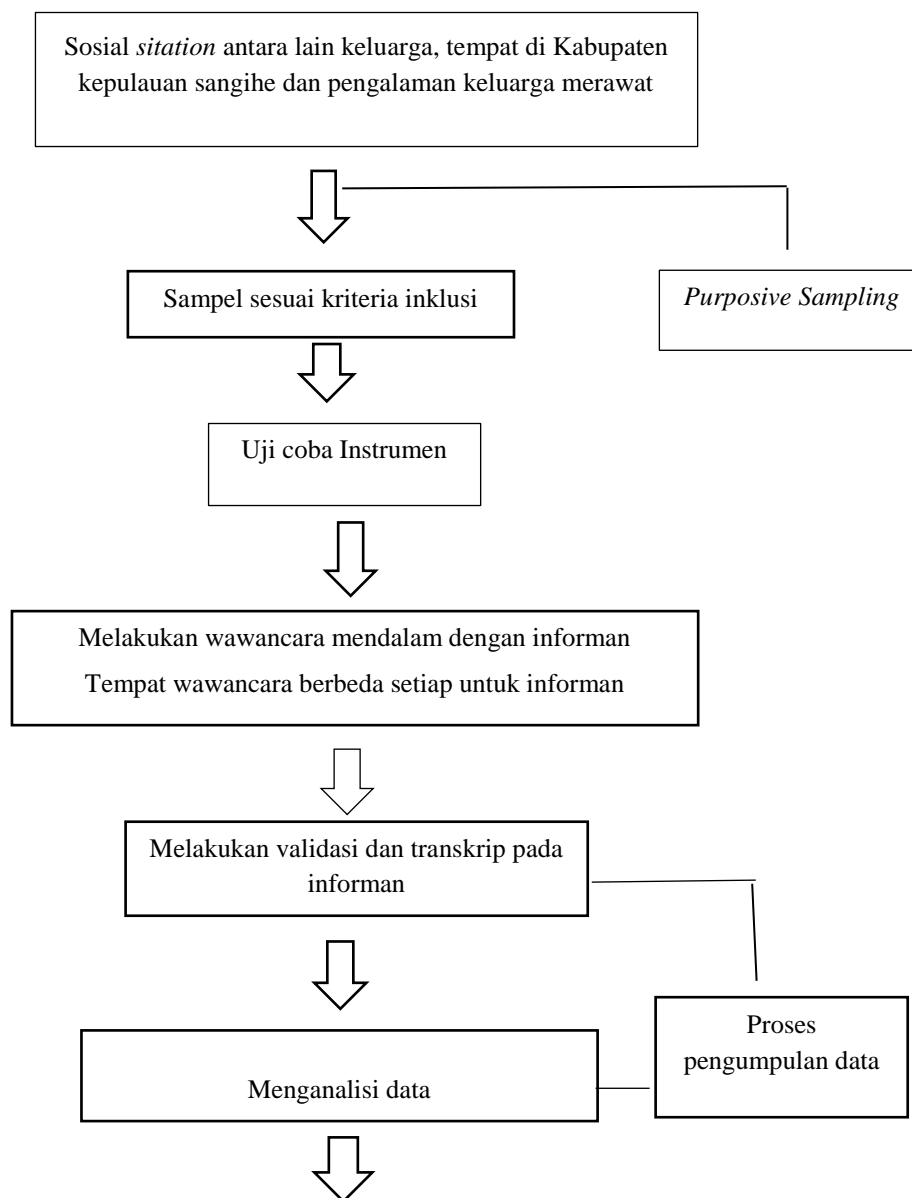 Sosial sitation antara lain keluarga, tempat di Kabupaten
kepulauan sangihe dan pengalaman keluarga merawat
Sampel sesuai kriteria inklusi
Purposive Sampling
Uji coba Instrumen
Melakukan wawancara mendalam dengan informan
Tempat wawancara berbeda setiap untuk informan
Melakukan validasi dan transkrip pada
informan
Proses
pengumpulan data
Menganalisi data